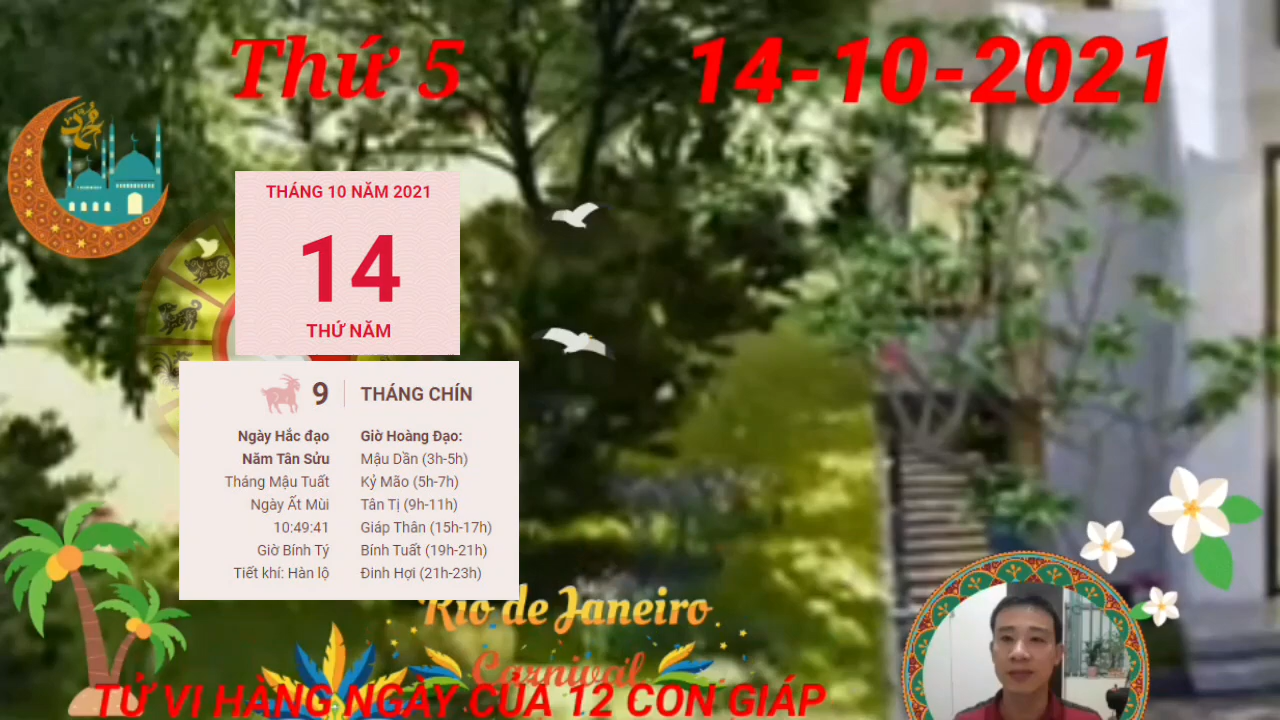 Thứ 5
14-10-2021
THÁNG 10 NĂM 2021
14
THỨ NĂM
9
THÁNG CHÍN
Ngày Hắc đạo
Năm Tân Sửu
Tháng Mậu Tuất
Ngày Ất Mùi
10:49:41
Giờ Bính Tý
Tiết khí: Hàn lộ
Giờ Hoàng Đạo:
Mậu Dần (3h-5h)
Kỷ Mão (5h-7h)
Tân Tị (9h-11h)
Giáp Thân (15h-17h)
Bính Tuất (19h-21h)
Đinh Hợi (21h-23h)
Rio de Janeiro
Carnival
TỬ VI HÀNG NGÀY CỦA 12 CON GIÁP